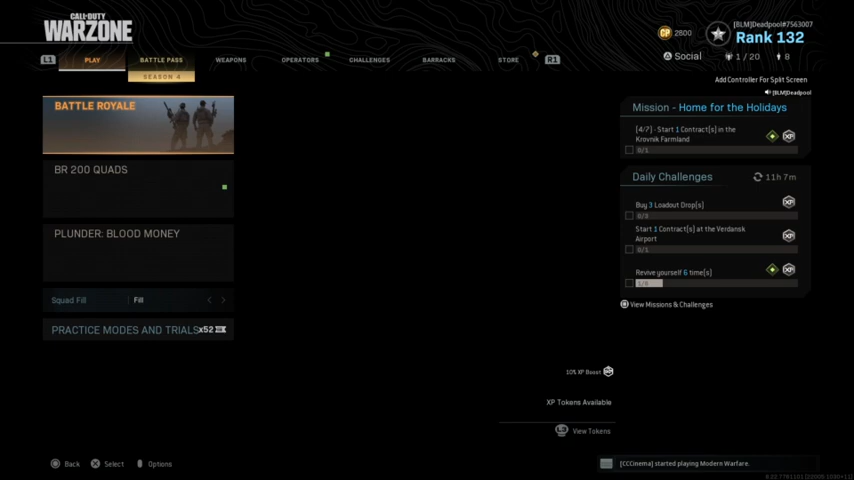 CALL OF DUTY
WARZONE
[BLM]Deadpool#7563007
CP 2800
Rank 132
L1
PLAY
BATTLE PASS
WEAPONS
OPERATORS
CHALLENGES
BARRACKS
STORE
R1
Social
1 / 20
8
SEASON 4
Add Controller For Split Screen
[BLM]Deadpool
BATTLE ROYALE
Mission - Home for the Holidays
[4/7] - Start 1 Contract[s] in the
Krovnik Farmland
0/1
BR 200 QUADS
Daily Challenges
11h 7m
Buy 3 Loadout Drop[s]
0/3
Start 1 Contract[s] at the Verdansk
Airport
0/1
PLUNDER: BLOOD MONEY
Revive yourself 6 time[s]
1/6
Squad Fill
Fill
View Missions & Challenges
PRACTICE MODES AND TRIALS
x52
10% XP Boost
XP Tokens Available
View Tokens
Back
Select
Options
[CCCinema] started playing Modern Warfare.